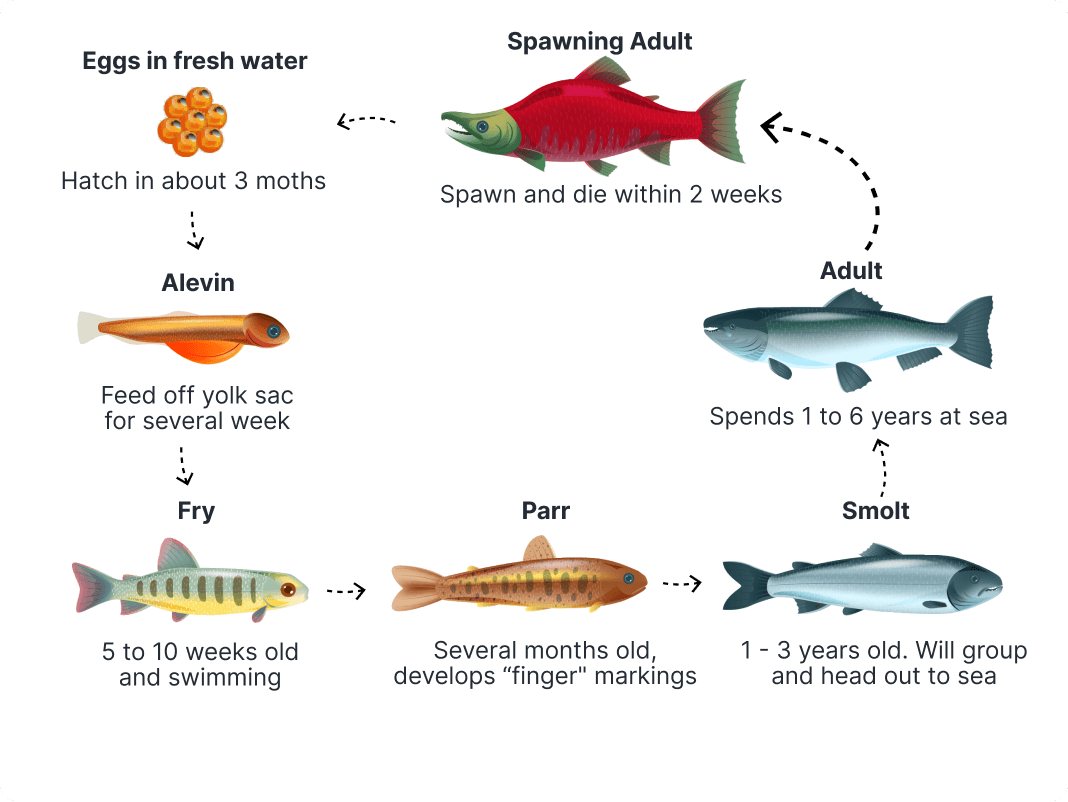 Eggs in fresh water
Hatch in about 3 moths
Spawning Adult
Spawn and die within 2 weeks
Alevin
Feed off yolk sac
for several week
Adult
Spends 1 to 6 years at sea
Fry
5 to 10 weeks old
and swimming
Parr
Several months old,
develops “finger" markings
Smolt
1 - 3 years old. Will group
and head out to sea